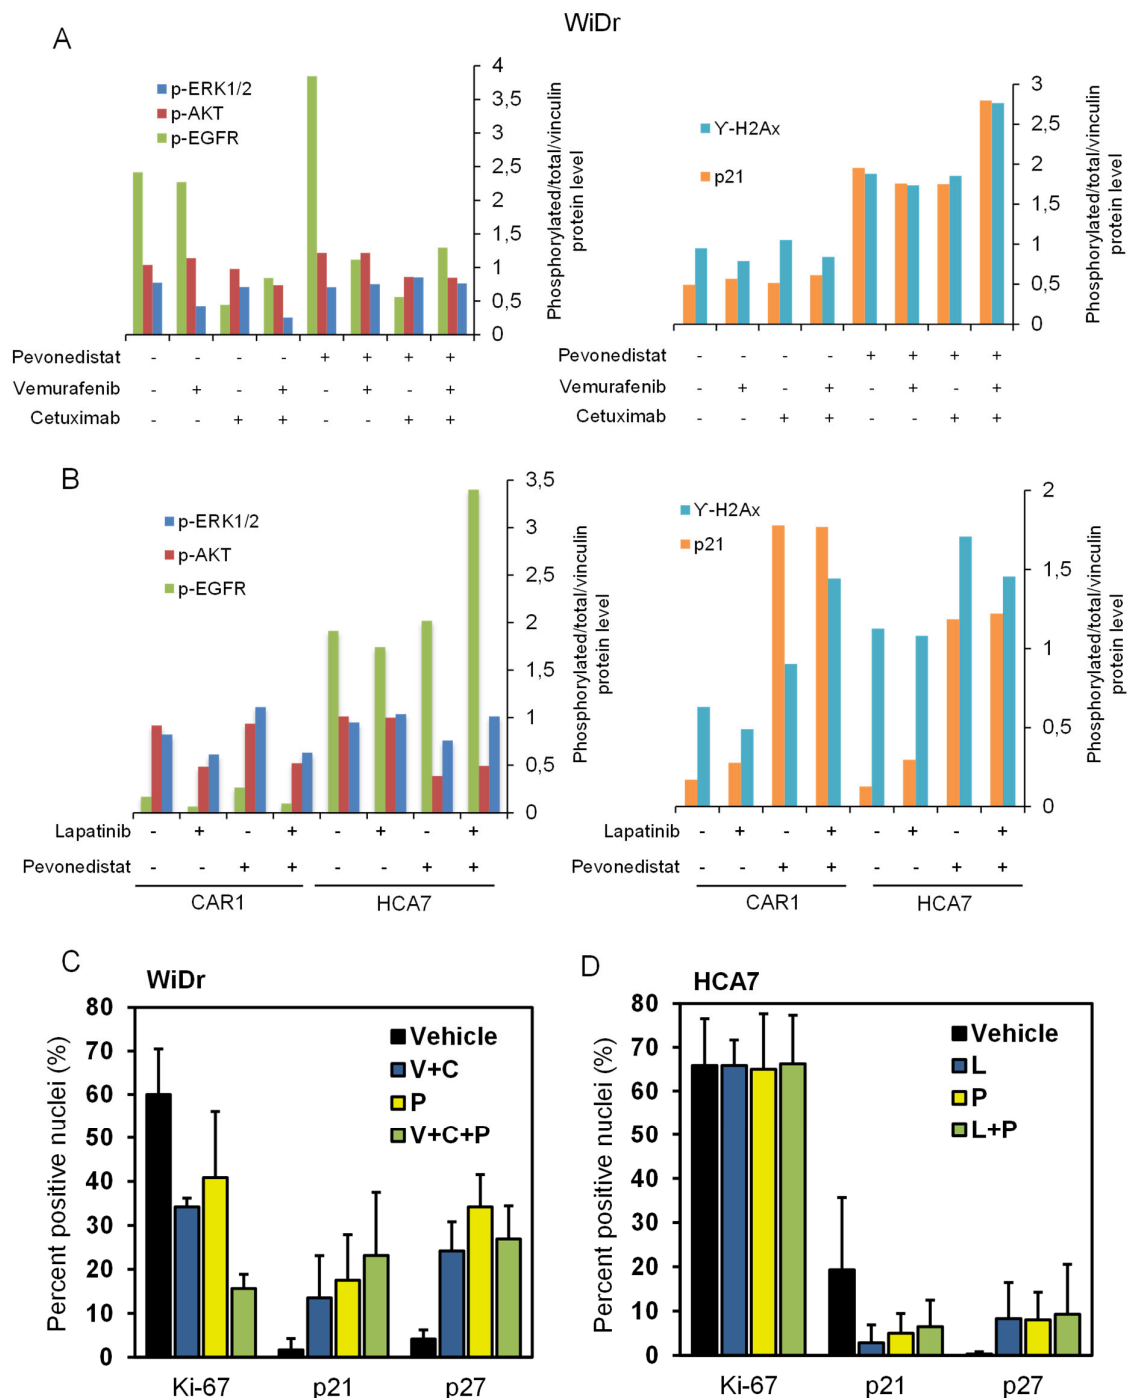 WiDr
A
p-ERK1/2
p-AKT
p-EGFR
4
3,5
3
2,5
2
1,5
1
0,5
0
Phosphorylated/total/vinculin
protein level
Pevonedistat - - - - + + + +
Vemurafenib - + - + - + - +
Cetuximab - - + + - - + +
ϒ-H2Ax
p21
3
2,5
2
1,5
1
0,5
0
Phosphorylated/total/vinculin
protein level
Pevonedistat - - - - + + + +
Vemurafenib - + - + - + - +
Cetuximab - - + + - - + +
B
p-ERK1/2
p-AKT
p-EGFR
3,5
3
2,5
2
1,5
1
0,5
0
Phosphorylated/total/vinculin
protein level
Lapatinib - + - + - + - +
Pevonedistat - - + + - - + +
CAR1 HCA7
ϒ-H2Ax
p21
2
1,5
1
0,5
0
Phosphorylated/total/vinculin
protein level
Lapatinib - + - + - + - +
Pevonedistat - - + + - - + +
CAR1 HCA7
C
WiDr
Percent positive nuclei (%)
80
70
60
50
40
30
20
10
0
Vehicle
V+C
P
V+C+P
Ki-67 p21 p27
D
HCA7
Percent positive nuclei (%)
80
70
60
50
40
30
20
10
0
Vehicle
L
P
L+P
Ki-67 p21 p27